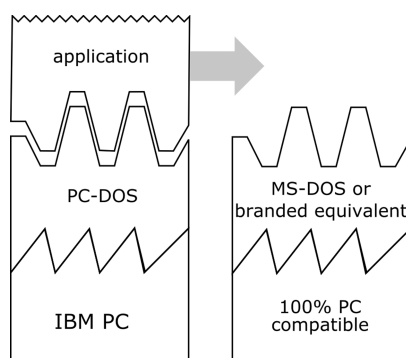 application
PC-DOS
IBM PC
MS-DOS or
branded equivalent
100% PC
compatible